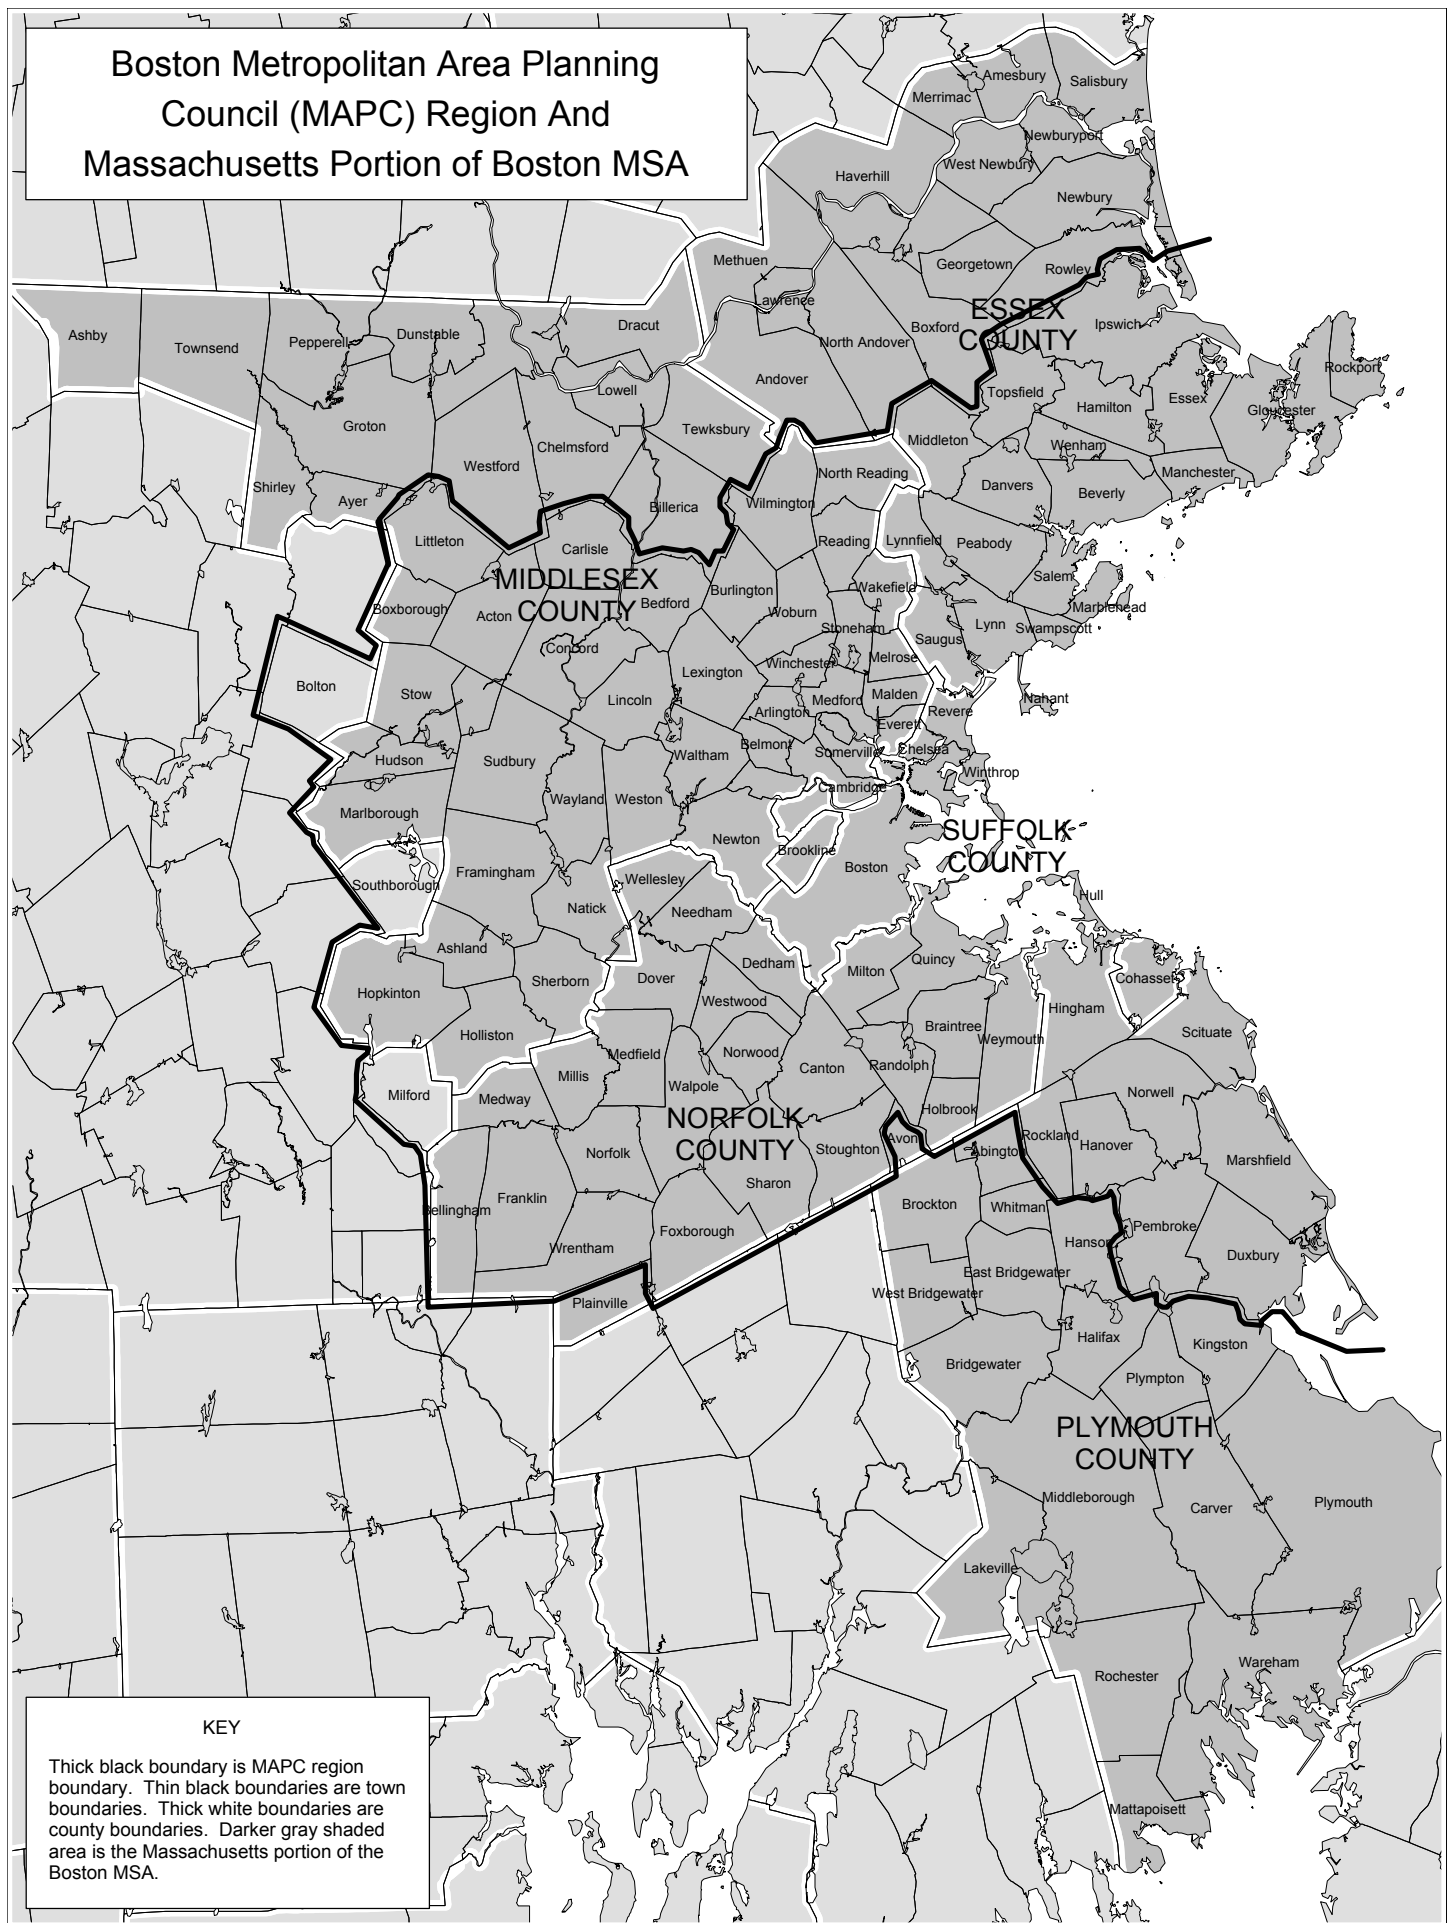 Boston Metropolitan Area Planning
Council (MAPC) Region And
Massachusetts Portion of Boston MSA
Amesbury
Salisbury
Merrimac
Newburyport
West Newbury
Haverhill
Newbury
Methuen
Georgetown
Rowley
Lawrence
ESSEX
COUNTY
Ipswich
Boxford
North Andover
Dracut
Dunstable
Pepperell
Ashby
Townsend
Rockport
Andover
Lowell
Topsfield
Essex
Hamilton
Gloucester
Groton
Tewksbury
Chelmsford
Middleton
Wenham
Westford
North Reading
Manchester
Shirley
Danvers
Beverly
Ayer
Billerica
Wilmington
Littleton
Carlisle
Reading
Lynnfield
Peabody
MIDDLESEX
COUNTY
Salem
Burlington
Wakefield
Bedford
Boxborough
Acton
Woburn
Marblehead
Stoneham
Lynn
Swampscott
Saugus
Concord
Melrose
Winchester
Lexington
Bolton
Stow
Lincoln
Medford
Malden
Nahant
Arlington
Revere
Everett
Belmont
Somerville
Chelsea
Hudson
Sudbury
Waltham
Winthrop
Cambridge
Wayland
Weston
Marlborough
SUFFOLK
COUNTY
Newton
Brookline
Boston
Framingham
Southborough
Wellesley
Hull
Natick
Needham
Ashland
Quincy
Dedham
Milton
Dover
Cohasset
Sherborn
Hopkinton
Westwood
Hingham
Braintree
Scituate
Holliston
Weymouth
Medfield
Norwood
Randolph
Canton
Millis
Walpole
Milford
Medway
Norwell
Holbrook
NORFOLK
COUNTY
Rockland
Avon
Hanover
Stoughton
Abington
Norfolk
Marshfield
Sharon
Franklin
Brockton
Whitman
Bellingham
Pembroke
Foxborough
Hanson
Wrentham
Duxbury
East Bridgewater
West Bridgewater
Plainville
Halifax
Kingston
Bridgewater
Plympton
PLYMOUTH
COUNTY
Middleborough
Plymouth
Carver
Lakeville
Wareham
Rochester
Mattapoisett
KEY
Thick black boundary is MAPC region
boundary. Thin black boundaries are town
boundaries. Thick white boundaries are
county boundaries. Darker gray shaded
area is the Massachusetts portion of the
Boston MSA.